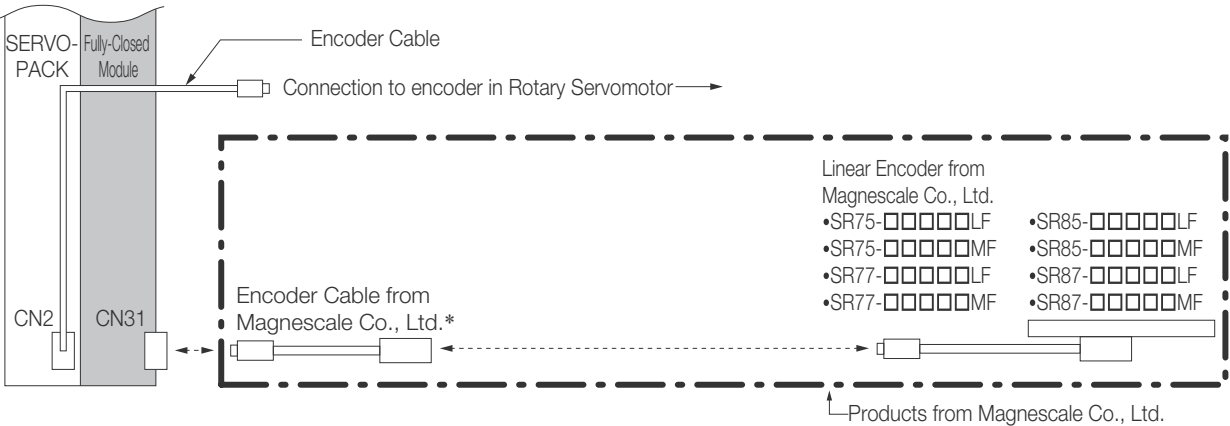 SERVO-
PACK
Fully-Closed
Module
Encoder Cable
Connection to encoder in Rotary Servomotor
Linear Encoder from
Magnescale Co., Ltd.
•SR75-□□□□□LF
•SR85-□□□□□LF
•SR75-□□□□□MF
•SR85-□□□□□MF
•SR77-□□□□□LF
•SR87-□□□□□LF
•SR77-□□□□□MF
•SR87-□□□□□MF
CN2
CN31
Encoder Cable from
Magnescale Co., Ltd.*
Products from Magnescale Co., Ltd.